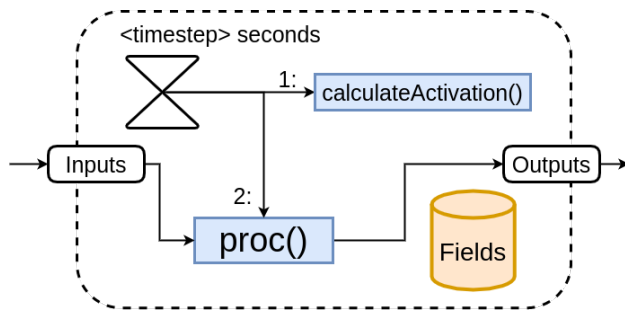 <timestep> seconds
1:
calculateActivation()
Inputs
Outputs
2:
proc()
Fields